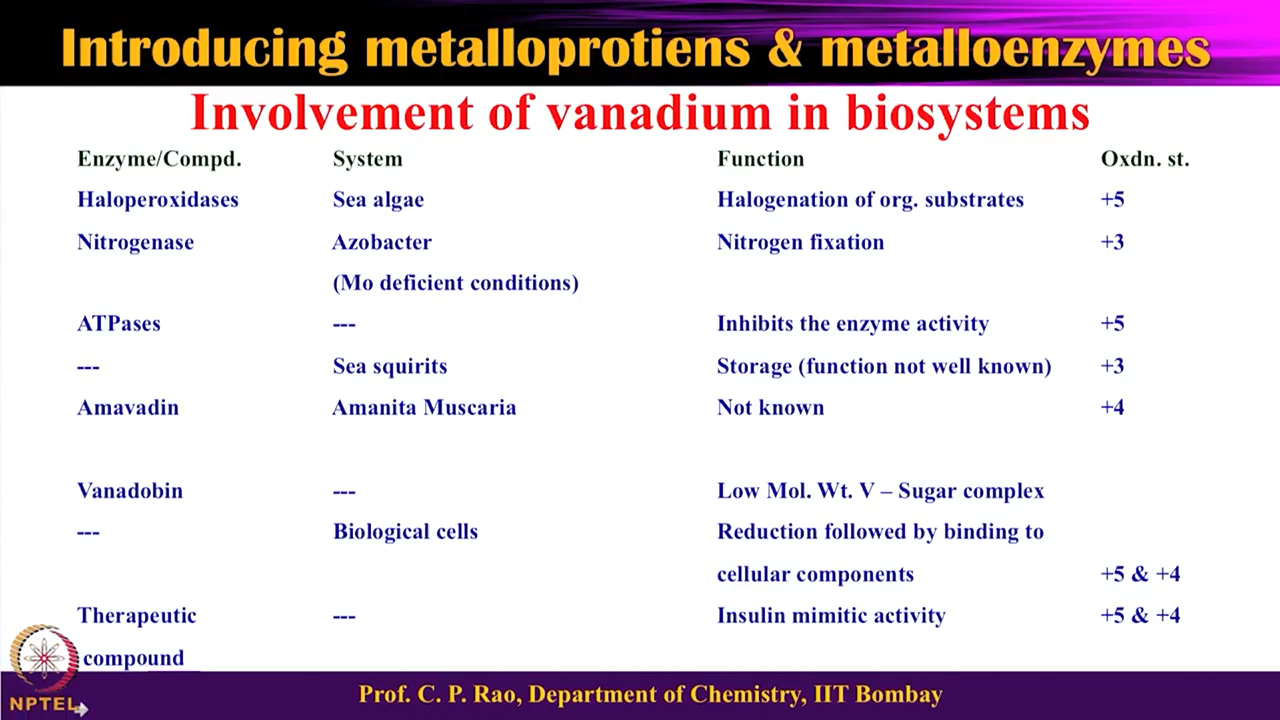 Introducing metalloprotiens & metalloenzymes
Involvement of vanadium in biosystems
Enzyme/Compd. System Function Oxdn. st.
Haloperoxidases Sea algae Halogenation of org. substrates +5
Nitrogenase Azobacter Nitrogen fixation +3
(Mo deficient conditions)
ATPases --- Inhibits the enzyme activity +5
--- Sea squirits Storage (function not well known) +3
Amavadin Amanita Muscaria Not known +4
Vanadobin --- Low Mol. Wt. V – Sugar complex
--- Biological cells Reduction followed by binding to
cellular components +5 & +4
Therapeutic --- Insulin mimitic activity +5 & +4
compound
NPTEL
Prof. C. P. Rao, Department of Chemistry, IIT Bombay